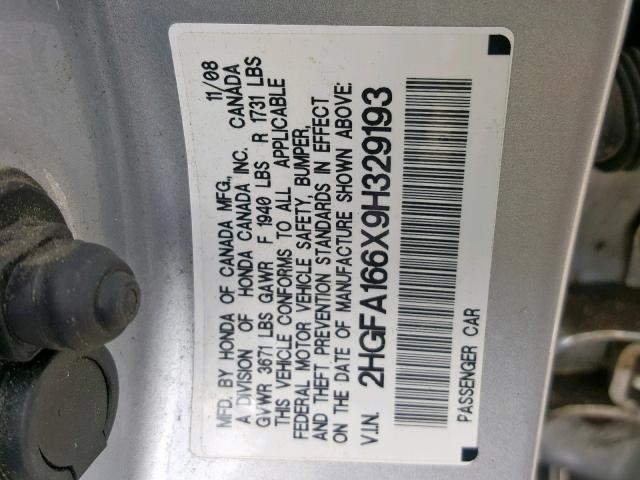 MFD. BY HONDA OF CANADA MFG., 11/08
A DIVISION OF HONDA CANADA INC. CANADA
GVWR 3671 LBS GAWR F 1940 LBS R 1731 LBS
THIS VEHICLE CONFORMS TO ALL APPLICABLE
FEDERAL MOTOR VEHICLE SAFETY, BUMPER,
AND THEFT PREVENTION STANDARDS IN EFFECT
ON THE DATE OF MANUFACTURE SHOWN ABOVE.
V.I.N. 2HGFA166X9H329193
PASSENGER CAR